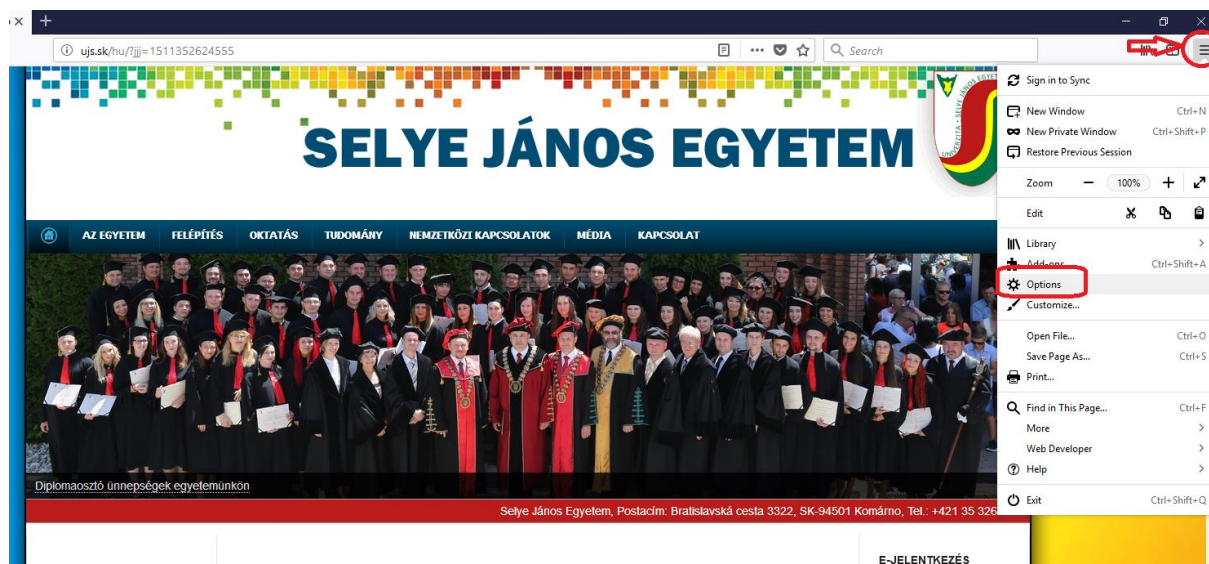 ujs.sk/hu/?jjj=1511352624555
Search
SELYE JÁNOS EGYETEM
AZ EGYETEM FELÉPÍTÉS OKTATÁS TUDOMÁNY NEMZETKÖZI KAPCSOLATOK MÉDIA KAPCSOLAT
Diplomaosztó ünnepségek egyetemünkön
Selye János Egyetem, Postacím: Bratislavská cesta 3322, SK-94501 Komárno, Tel.: +421 35 326
E-JELENTKEZÉS
Sign in to Sync
New Window Ctrl+N
New Private Window Ctrl+Shift+P
Restore Previous Session
Zoom 100%
Edit
Library
Add-ons Ctrl+Shift+A
Options
Customize...
Open File... Ctrl+O
Save Page As... Ctrl+S
Print...
Find in This Page... Ctrl+F
More
Web Developer
Help
Exit Ctrl+Shift+Q